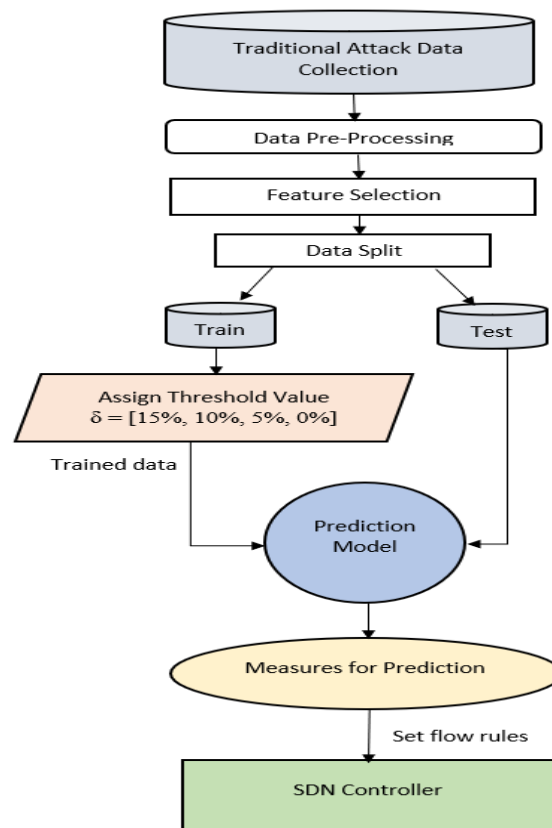 Traditional Attack Data
Collection
Data Pre-Processing
Feature Selection
Data Split
Train
Test
Assign Threshold Value
δ = [15%, 10%, 5%, 0%]
Trained data
Prediction
Model
Measures for Prediction
Set flow rules
SDN Controller